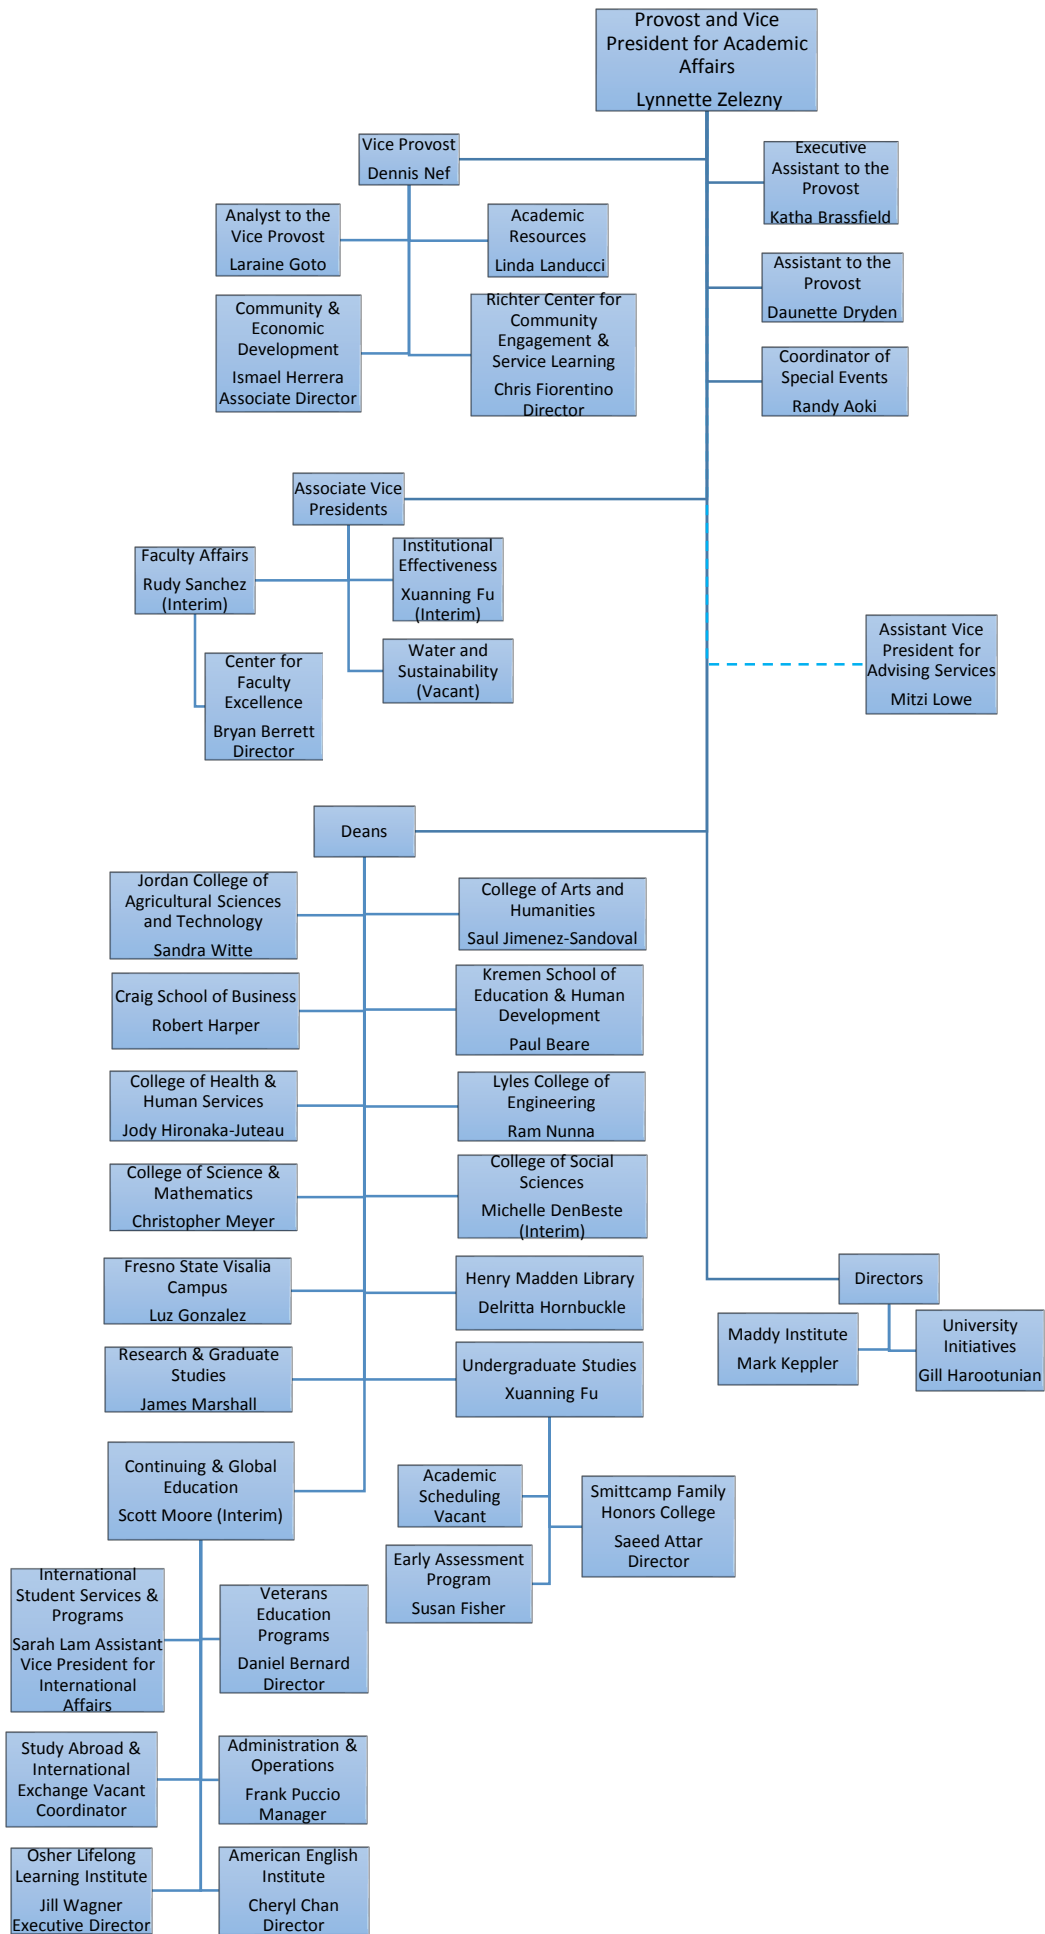 Provost and Vice
President for Academic
Affairs
Lynnette Zelezny
Vice Provost
Dennis Nef
Executive
Assistant to the
Provost
Katha Brassfield
Analyst to the
Vice Provost
Laraine Goto
Academic
Resources
Linda Landucci
Assistant to the
Provost
Daunette Dryden
Community &
Economic
Development
Ismael Herrera
Associate Director
Richter Center for
Community
Engagement &
Service Learning
Chris Fiorentino
Director
Coordinator of
Special Events
Randy Aoki
Associate Vice
Presidents
Faculty Affairs
Rudy Sanchez
(Interim)
Institutional
Effectiveness
Xuanning Fu
(Interim)
Water and
Sustainability
(Vacant)
Center for
Faculty
Excellence
Bryan Berrett
Director
Assistant Vice
President for
Advising Services
Mitzi Lowe
Deans
Jordan College of
Agricultural Sciences
and Technology
Sandra Witte
College of Arts and
Humanities
Saul Jimenez-Sandoval
Craig School of Business
Robert Harper
Kremen School of
Education & Human
Development
Paul Beare
College of Health &
Human Services
Jody Hironaka-Juteau
Lyles College of
Engineering
Ram Nunna
College of Science &
Mathematics
Christopher Meyer
College of Social
Sciences
Michelle DenBeste
(Interim)
Fresno State Visalia
Campus
Luz Gonzalez
Henry Madden Library
Delritta Hornbuckle
Directors
Maddy Institute
Mark Keppler
University
Initiatives
Gill Harootunian
Research & Graduate
Studies
James Marshall
Undergraduate Studies
Xuanning Fu
Continuing & Global
Education
Scott Moore (Interim)
Academic
Scheduling
Vacant
Smittcamp Family
Honors College
Saeed Attar
Director
Early Assessment
Program
Susan Fisher
International
Student Services &
Programs
Sarah Lam Assistant
Vice President for
International
Affairs
Veterans
Education
Programs
Daniel Bernard
Director
Study Abroad &
International
Exchange Vacant
Coordinator
Administration &
Operations
Frank Puccio
Manager
Osher Lifelong
Learning Institute
Jill Wagner
Executive Director
American English
Institute
Cheryl Chan
Director